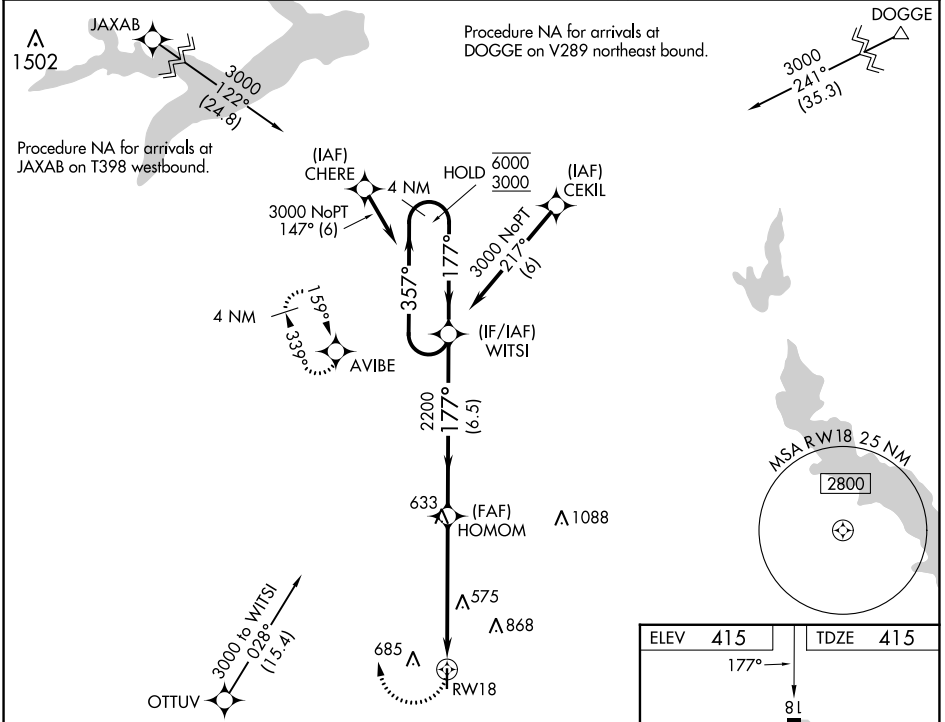 JAXAB
1502
3000
122°
(24.8)
Procedure NA for arrivals at
JAXAB on T398 westbound.
Procedure NA for arrivals at
DOGGE on V289 northeast bound.
DOGGE
3000
241°
(35.3)
(IAF)
CHERE
3000 NoPT
147° (6)
4 NM
HOLD
6000
3000
(IAF)
CEKIL
3000 NoPT
217°
(6)
357°
177°
(IF/IAF)
WITSI
4 NM
159°
339°
AVIBE
2200
177°
(6.5)
633
(FAF)
HOMOM
1088
575
868
685
RW18
3000 to WITSI
028°
(15.4)
OTTUV
MSA RW18 25 NM
2800
ELEV 415
TDZE 415
177°
18